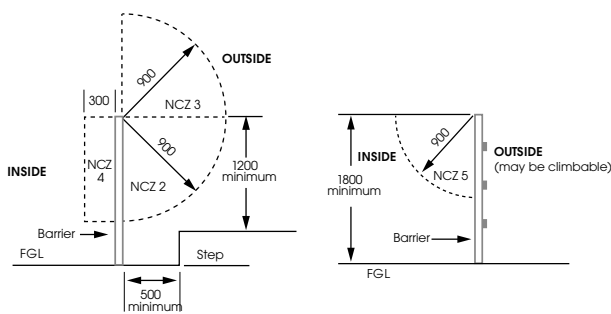 900
OUTSIDE
300
NCZ 3
INSIDE
NCZ
4
900
NCZ 2
1200
minimum
Barrier
FGL
Step
500
minimum
900
INSIDE
OUTSIDE
(may be climbable)
NCZ 5
1800
minimum
Barrier
FGL